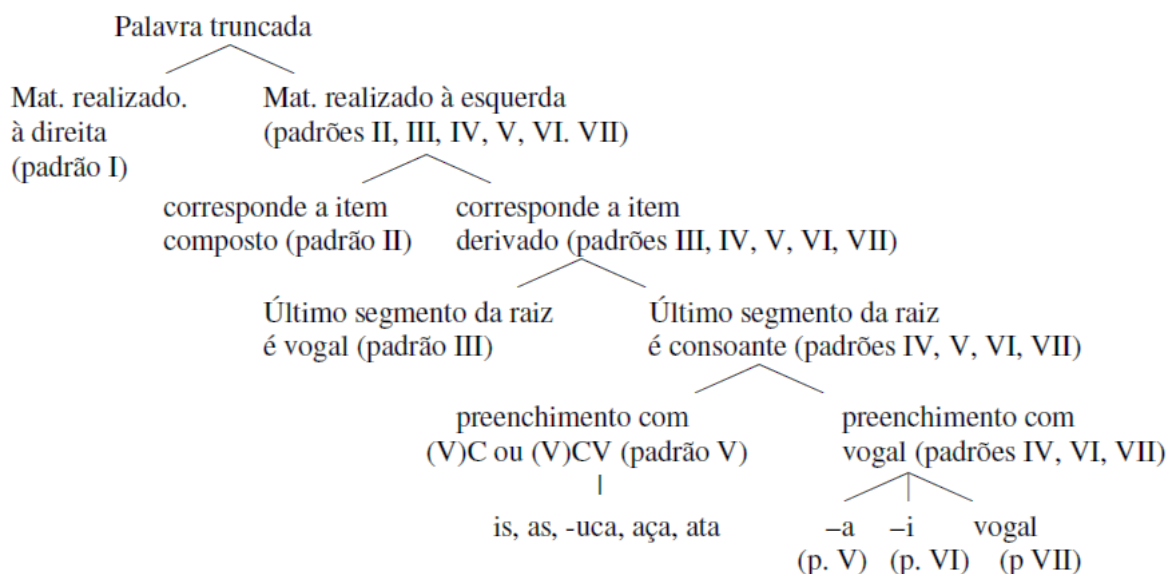 Palavra truncada
Mat. realizado.
à direita
(padrão I)
Mat. realizado à esquerda
(padrões II, III, IV, V, VI. VII)
corresponde a item
composto (padrão II)
corresponde a item
derivado (padrões III, IV, V, VI, VII)
Último segmento da raiz
é vogal (padrão III)
Último segmento da raiz
é consoante (padrões IV, V, VI, VII)
preenchimento com
(V)C ou (V)CV (padrão V)
preenchimento com
vogal (padrões IV, VI, VII)
is, as, -uca, aça, ata
–a
(p. V)
–i
(p. VI)
vogal
(p VII)